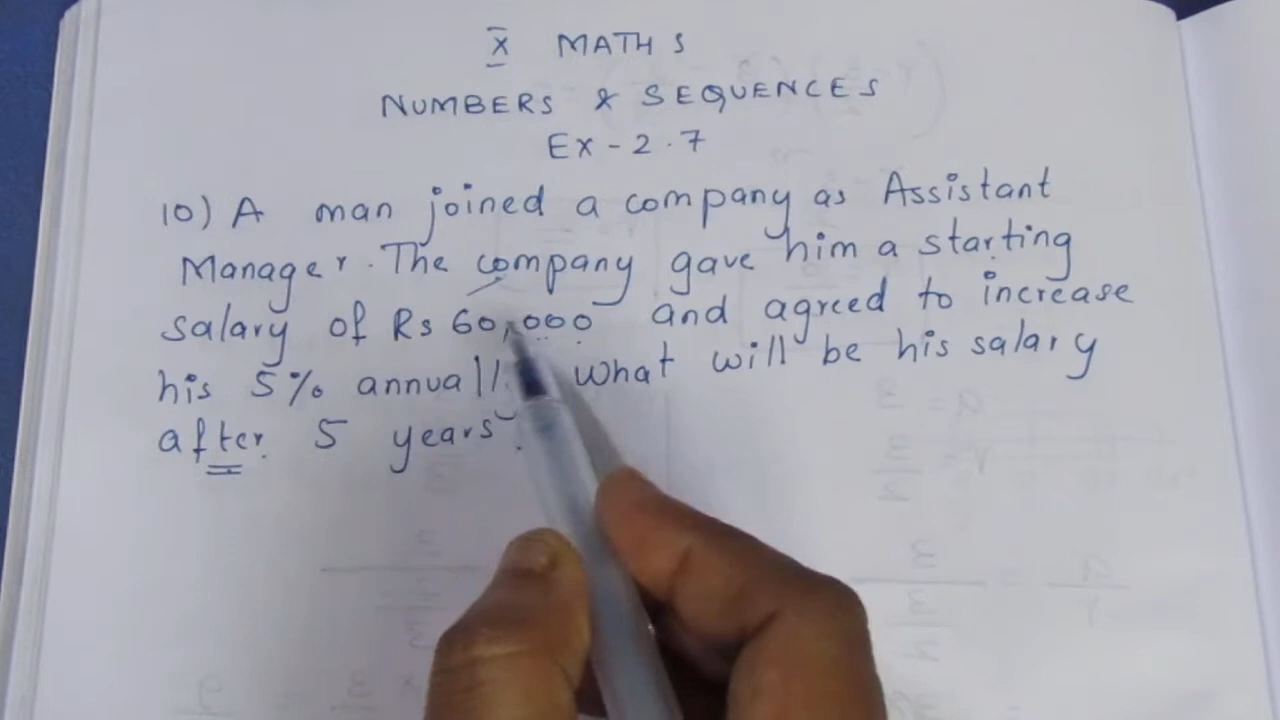 X MATHS
NUMBERS & SEQUENCES
Ex-2.7
10) A man joined a company as Assistant
Manager. The company gave him a starting
salary of Rs 60,000 and agreed to increase
his 5% annually What will be his salary
after 5 years